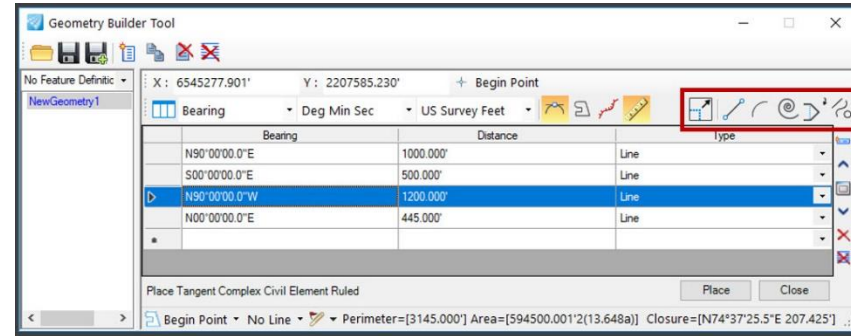 Geometry Builder Tool
No Feature Definitic
NewGeometry1
X: 6545277.901' Y: 2207585.230' Begin Point
Bearing Deg Min Sec US Survey Feet
Bearing Distance Type
N90°00'00.0"E 1000.000' Line
S00°00'00.0"E 500.000' Line
N90°00'00.0"W 1200.000' Line
N00°00'00.0"E 445.000' Line
Place Tangent Complex Civil Element Ruled Place Close
Begin Point No Line Perimeter=[3145.000'] Area=[594500.001'2(13.648a)] Closure=[N74°37'25.5"E 207.425']